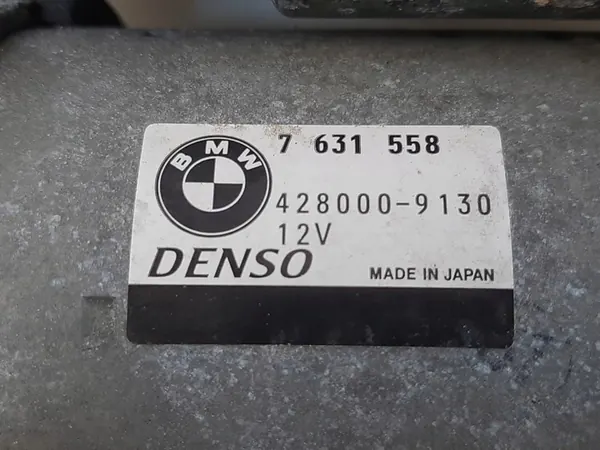 BMW
7 631 558
428000-9130
12V
DENSO
MADE IN JAPAN